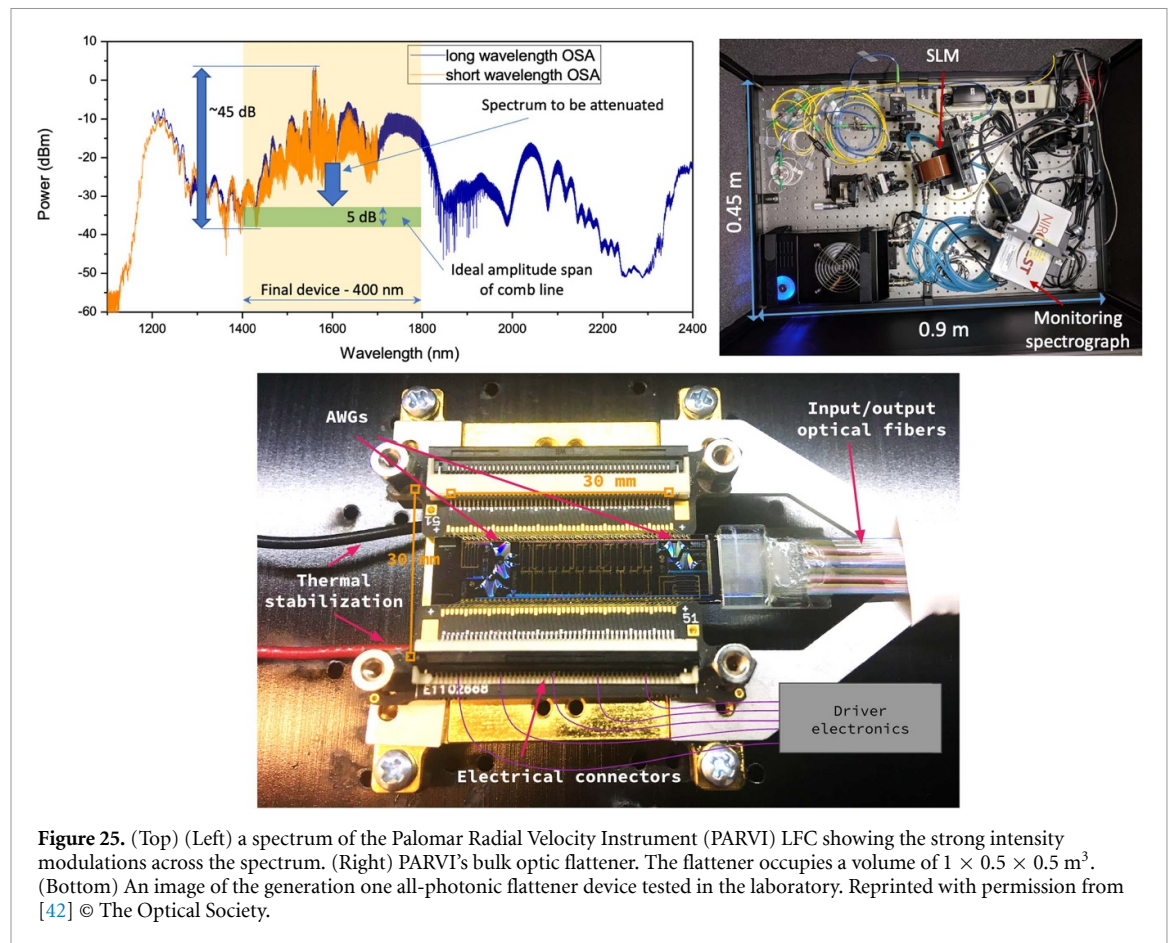 10
0
-10
-20
-30
-40
-50
-60
Power (dBm)
long wavelength OSA
short wavelength OSA
~45 dB
Spectrum to be attenuated
5 dB
Ideal amplitude span
of comb line
Final device - 400 nm
1200 1400 1600 1800 2000 2200 2400
Wavelength (nm)
SLM
0.45 m
0.9 m
Monitoring
spectrograph
AWGs
Input/output
optical fibers
30 mm
51
30 mm
Thermal
stabilization
51
E1102668
Driver
electronics
Electrical connectors
Figure 25. (Top) (Left) a spectrum of the Palomar Radial Velocity Instrument (PARVI) LFC showing the strong intensity
modulations across the spectrum. (Right) PARVI's bulk optic flattener. The flattener occupies a volume of 1 × 0.5 × 0.5 m³.
(Bottom) An image of the generation one all-photonic flattener device tested in the laboratory. Reprinted with permission from
[42] © The Optical Society.